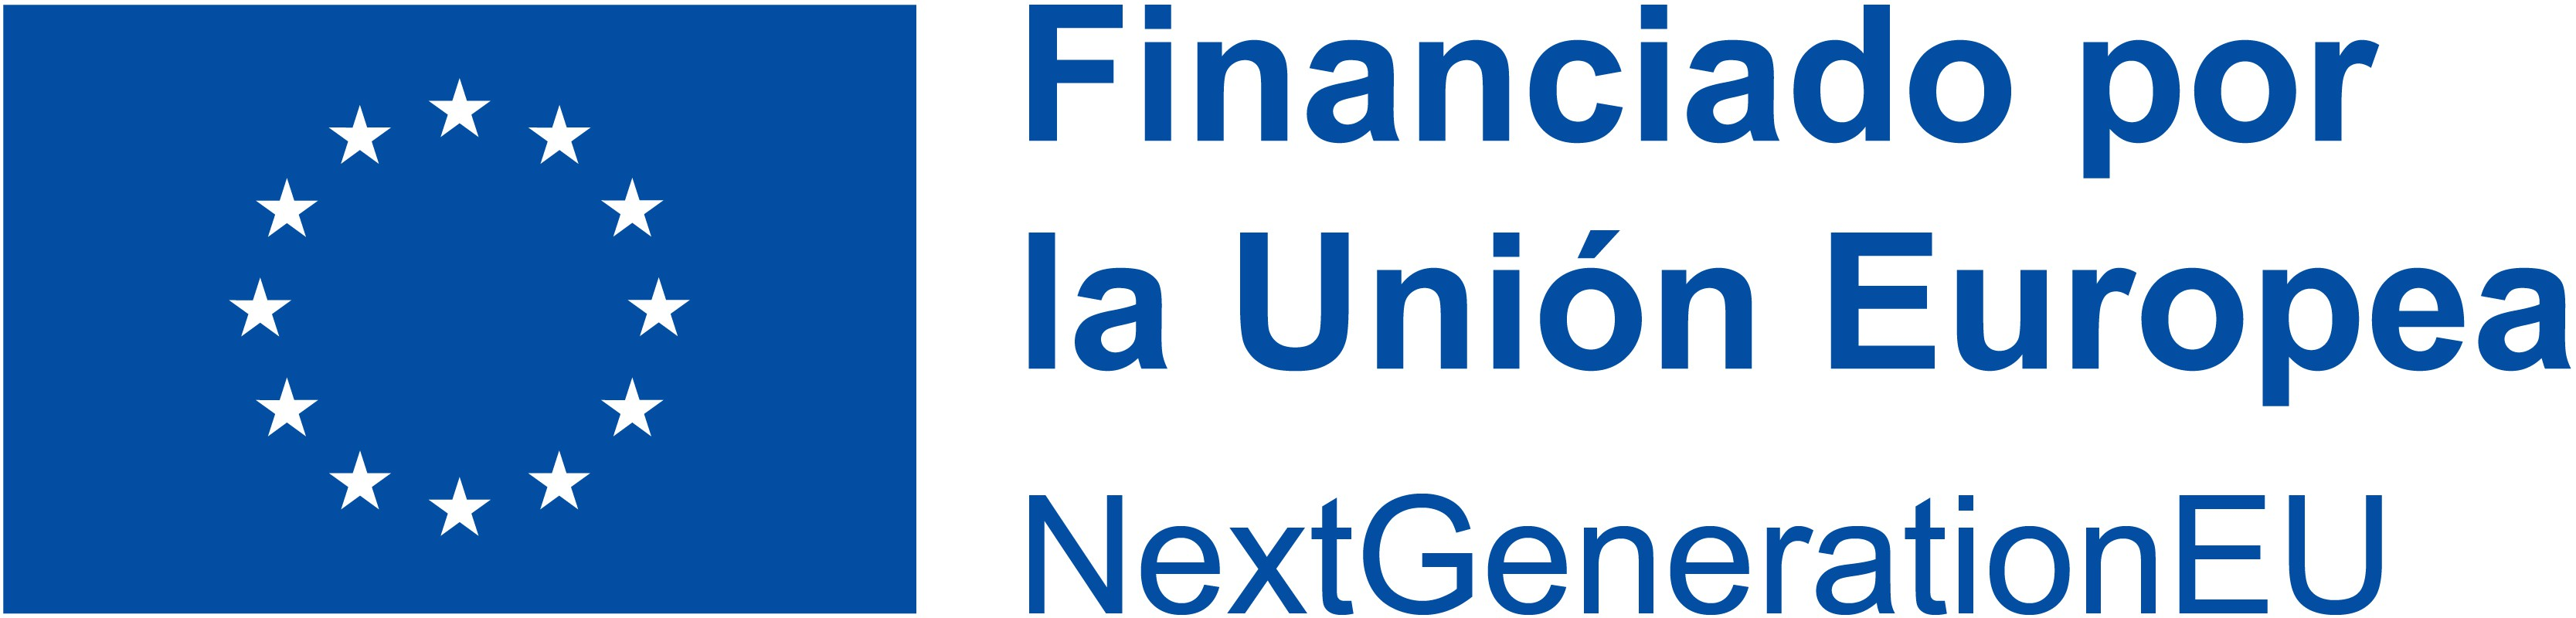 Financiado por
la Unión Europea
NextGenerationEU